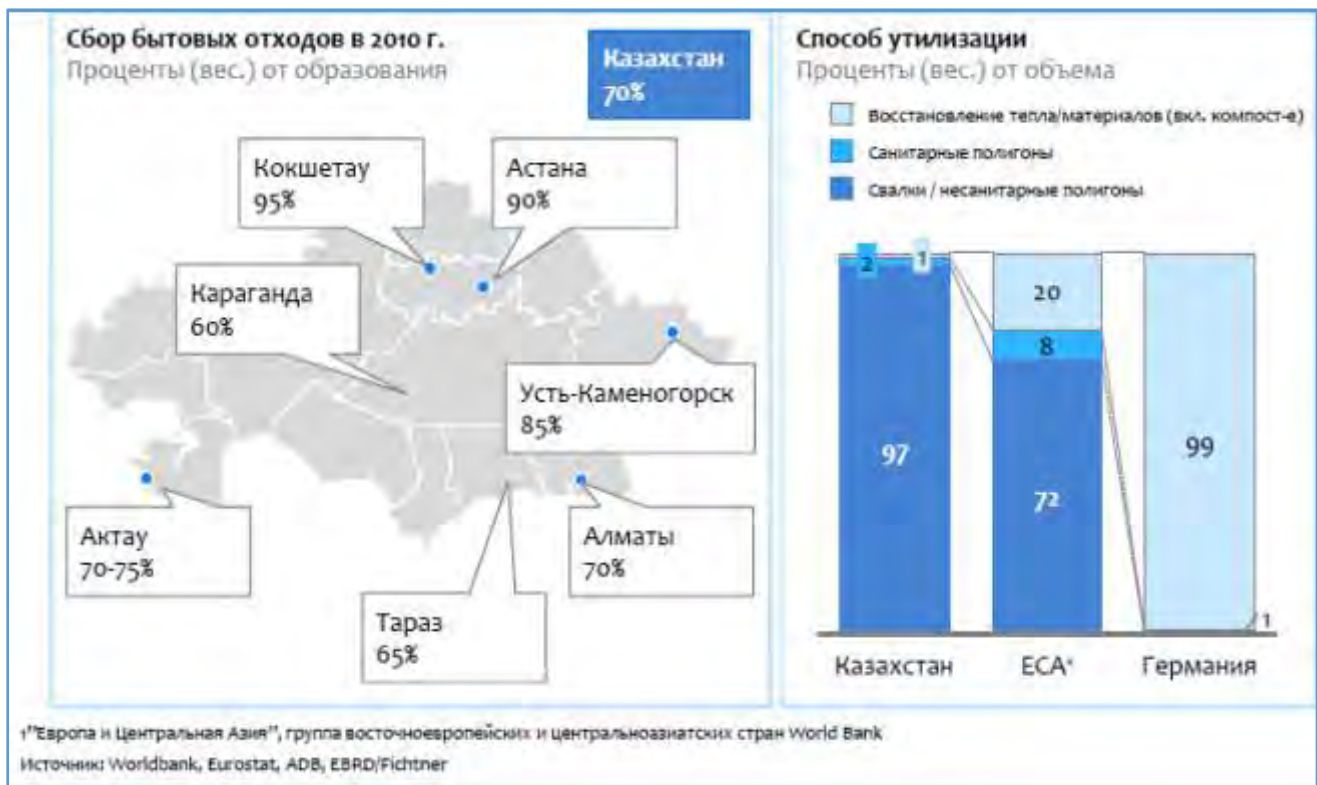 Сбор бытовых отходов в 2010 г.
Проценты (вес.) от образования
Казахстан
70%
Кокшетау
95%
Астана
90%
Караганда
60%
Усть-Каменогорск
85%
Актау
70-75%
Алматы
70%
Тараз
65%
Способ утилизации
Проценты (вес.) от объема
Восстановление тепла/материалов (вкл. компост-е)
Санитарные полигоны
Свалки / несанитарные полигоны
2
1
97
20
8
72
99
1
Казахстан
ЕСА¹
Германия
1"Европа и Центральная Азия", группа восточноевропейских и центральноазиатских стран World Bank
Источник: Worldbank, Eurostat, ADB, EBRD/Fichtner